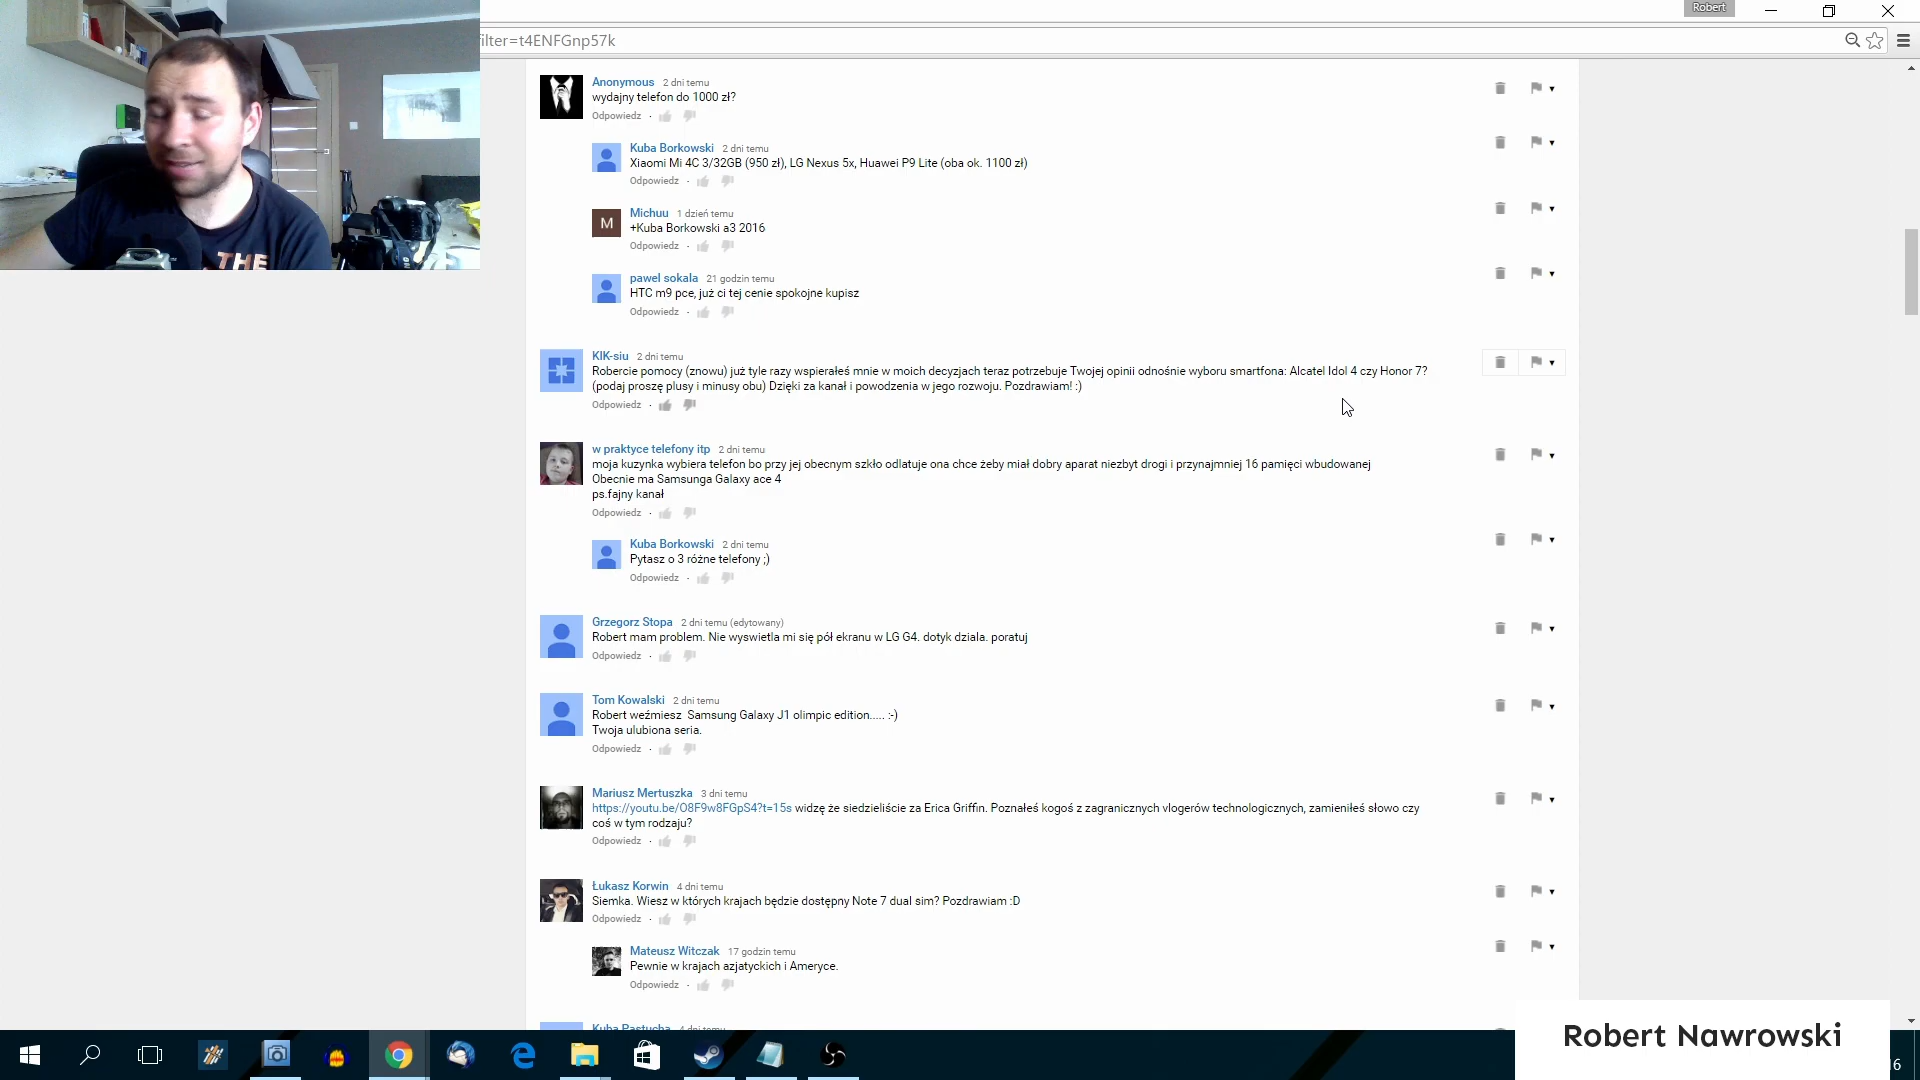 Robert
filter=t4ENFGnp57k
THE
Anonymous 2 dni temu
wydajny telefon do 1000 zł?
Odpowiedz
Kuba Borkowski 2 dni temu
Xiaomi Mi 4C 3/32GB (950 zł), LG Nexus 5x, Huawei P9 Lite (oba ok. 1100 zł)
Odpowiedz
M
Michuu 1 dzień temu
+Kuba Borkowski a3 2016
Odpowiedz
pawel sokala 21 godzin temu
HTC m9 pce, już ci tej cenie spokojne kupisz
Odpowiedz
KIK-siu 2 dni temu
Robercie pomocy (znowu) już tyle razy wspierałeś mnie w moich decyzjach teraz potrzebuje Twojej opinii odnośnie wyboru smartfona: Alcatel Idol 4 czy Honor 7?
(podaj proszę plusy i minusy obu) Dzięki za kanał i powodzenia w jego rozwoju. Pozdrawiam! :)
Odpowiedz
w praktyce telefony itp 2 dni temu
moja kuzynka wybiera telefon bo przy jej obecnym szkło odlatuje ona chce żeby miał dobry aparat niezbyt drogi i przynajmniej 16 pamięci wbudowanej
Obecnie ma Samsunga Galaxy ace 4
ps.fajny kanał
Odpowiedz
Kuba Borkowski 2 dni temu
Pytasz o 3 różne telefony ;)
Odpowiedz
Grzegorz Stopa 2 dni temu (edytowany)
Robert mam problem. Nie wyswietla mi się pół ekranu w LG G4. dotyk dziala. poratuj
Odpowiedz
Tom Kowalski 2 dni temu
Robert weźmiesz Samsung Galaxy J1 olimpic edition..... :-)
Twoja ulubiona seria.
Odpowiedz
Mariusz Mertuszka 3 dni temu
https://youtu.be/O8F9w8FGpS4?t=15s widzę że siedzieliście za Erica Griffin. Poznałeś kogoś z zagranicznych vlogerów technologicznych, zamieniłeś słowo czy
coś w tym rodzaju?
Odpowiedz
Łukasz Korwin 4 dni temu
Siemka. Wiesz w których krajach będzie dostępny Note 7 dual sim? Pozdrawiam :D
Odpowiedz
Mateusz Witczak 17 godzin temu
Pewnie w krajach azjatyckich i Ameryce.
Odpowiedz
Kuba Pastucha 4 dni temu
Robert Nawrowski
16